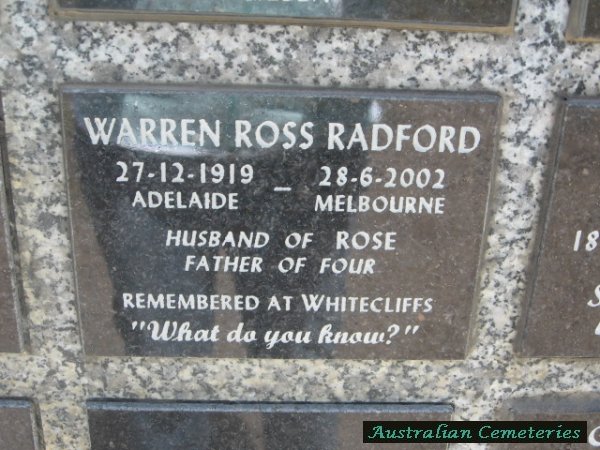 WARREN ROSS RADFORD
27-12-1919 – 28-6-2002
ADELAIDE MELBOURNE
HUSBAND OF ROSE
FATHER OF FOUR
REMEMBERED AT WHITECLIFFS
"What do you know?"
18
Australian Cemeteries